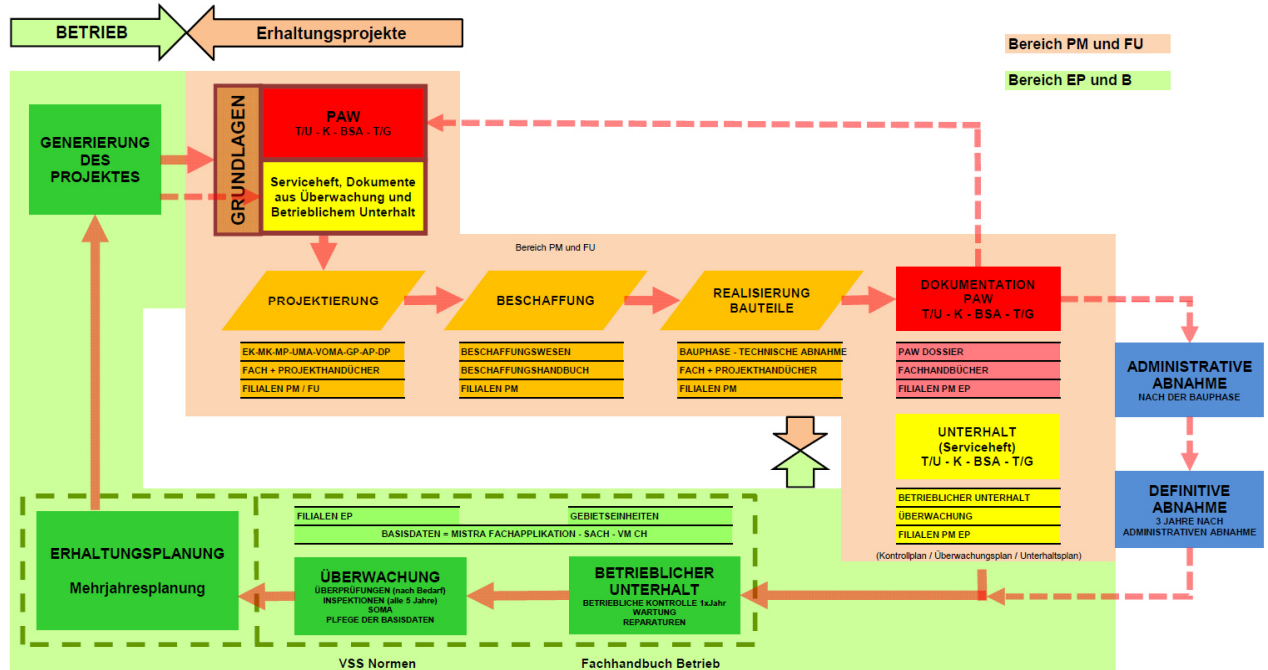 BETRIEB
Erhaltungsprojekte
Bereich PM und FU
Bereich EP und B
GENERIERUNG
DES
PROJEKTES
GRUNDLAGEN
PAW
T/U - K - BSA - T/G
Serviceheft, Dokumente
aus Überwachung und
Betrieblichem Unterhalt
Bereich PM und FU
PROJEKTIERUNG
BESCHAFFUNG
REALISIERUNG
BAUTEILE
DOKUMENTATION
PAW
T/U - K - BSA - T/G
EK-MK-MP-UMA-VOMA-GP-AP-DP
FACH + PROJEKTHANDÜCHER
FILIALEN PM / FU
BESCHAFFUNGSWESEN
BESCHAFFUNGSHANDBUCH
FILIALEN PM
BAUPHASE - TECHNISCHE ABNAHME
FACH + PROJEKTHANDÜCHER
FILIALEN PM
PAW DOSSIER
FACHHANDBÜCHER
FILIALEN PM EP
ADMINISTRATIVE
ABNAHME
NACH DER BAUPHASE
UNTERHALT
(Serviceheft)
T/U - K - BSA - T/G
BETRIEBLICHER UNTERHALT
ÜBERWACHUNG
FILIALEN PM EP
(Kontrollplan / Überwachungsplan / Unterhaltsplan)
DEFINITIVE
ABNAHME
3 JAHRE NACH
ADMINISTRATIVEN ABNAHME
ERHALTUNGSPLANUNG
Mehrjahresplanung
FILIALEN EP
GEBIETSEINHEITEN
BASISDATEN = MISTRA FACHAPPLIKATION - SACH - VM CH
ÜBERWACHUNG
ÜBERPRÜFUNGEN (nach Bedarf)
INSPEKTIONEN (alle 5 Jahre)
SOMA
PLFEGE DER BASISDATEN
BETRIEBLICHER
UNTERHALT
BETRIEBLICHE KONTROLLE 1xJahr
WARTUNG
REPARATUREN
VSS Normen
Fachhandbuch Betrieb